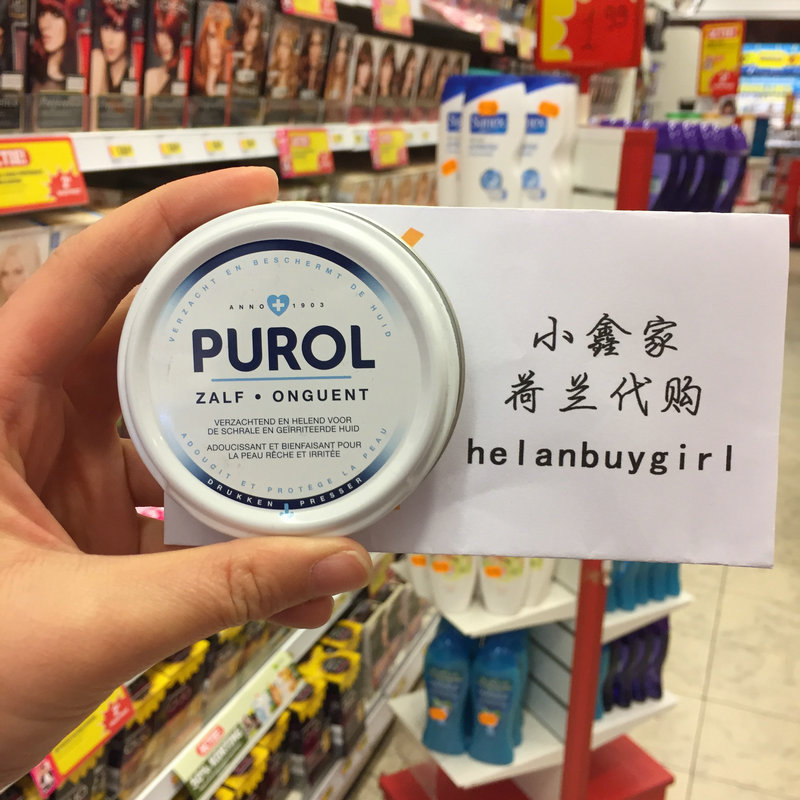 VERZACHT EN BESCHERMT DE HUID
ANNO 1903
PUROL
ZALF • ONGUENT
VERZACHTEND EN HELEND VOOR
DE SCHRALE EN GEÏRRITEERDE HUID
ADOUCISSANT ET BIENFAISANT POUR
LA PEAU RÊCHE ET IRRITÉE
ADOUCIT ET PROTEGE LA PEAU
DRUKKEN PRESSER
小鑫家
荷兰代购
helanbuygirl
Sanex